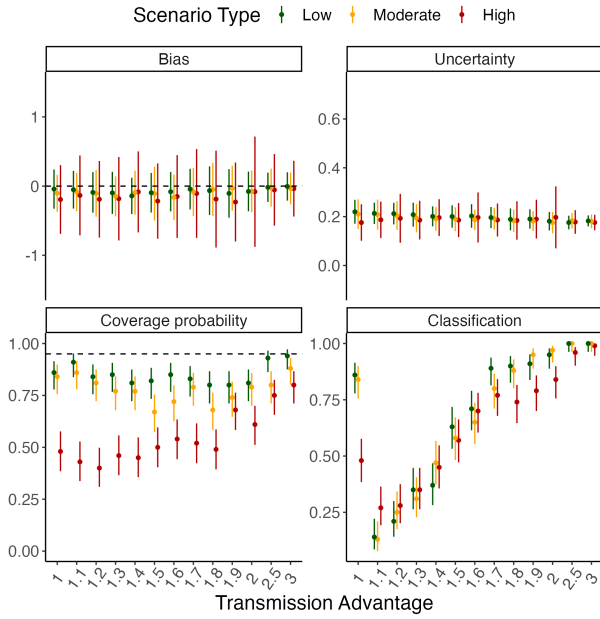 Scenario Type Low Moderate High
Bias Uncertainty
1
0
-1
0.6
0.4
0.2
0.0
Coverage probability Classification
1.00
0.75
0.50
0.25
0.00
1.00
0.75
0.50
0.25
1 1.1 1.2 1.3 1.4 1.5 1.6 1.7 1.8 1.9 2 2.5 3
1 1.1 1.2 1.3 1.4 1.5 1.6 1.7 1.8 1.9 2 2.5 3
Transmission Advantage